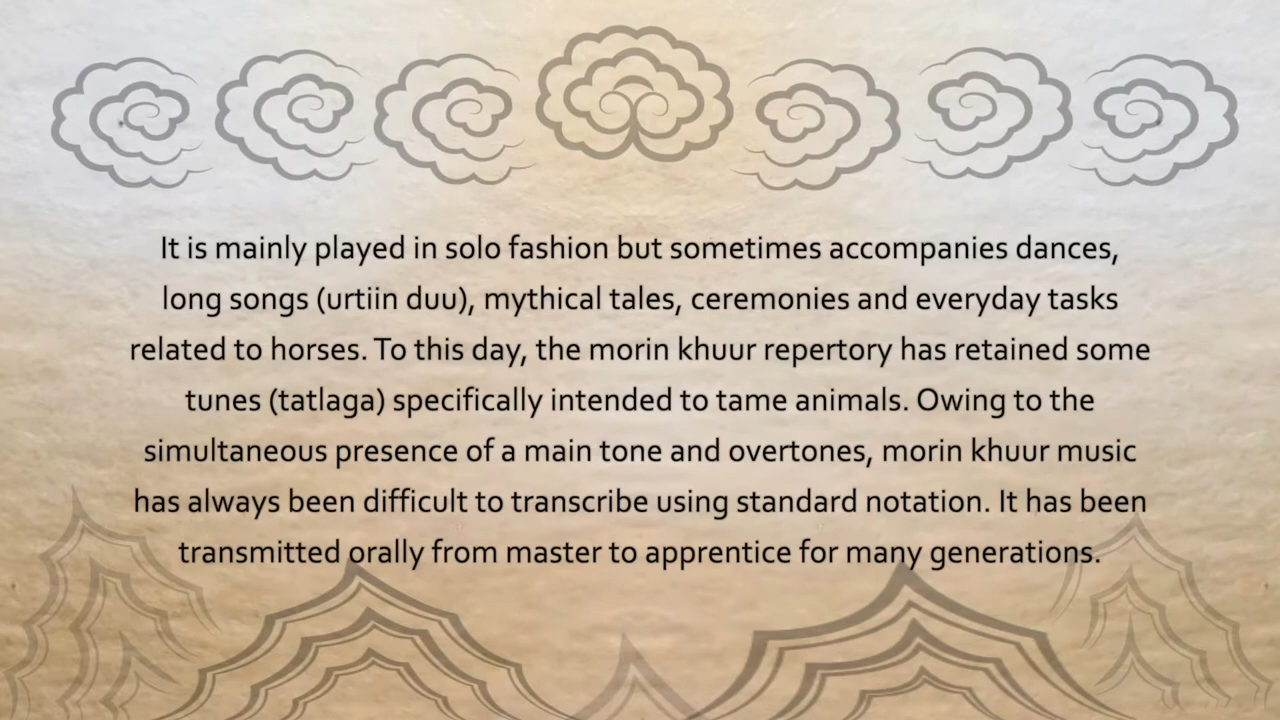 It is mainly played in solo fashion but sometimes accompanies dances,
long songs (urtiin duu), mythical tales, ceremonies and everyday tasks
related to horses. To this day, the morin khuur repertory has retained some
tunes (tatlaga) specifically intended to tame animals. Owing to the
simultaneous presence of a main tone and overtones, morin khuur music
has always been difficult to transcribe using standard notation. It has been
transmitted orally from master to apprentice for many generations.